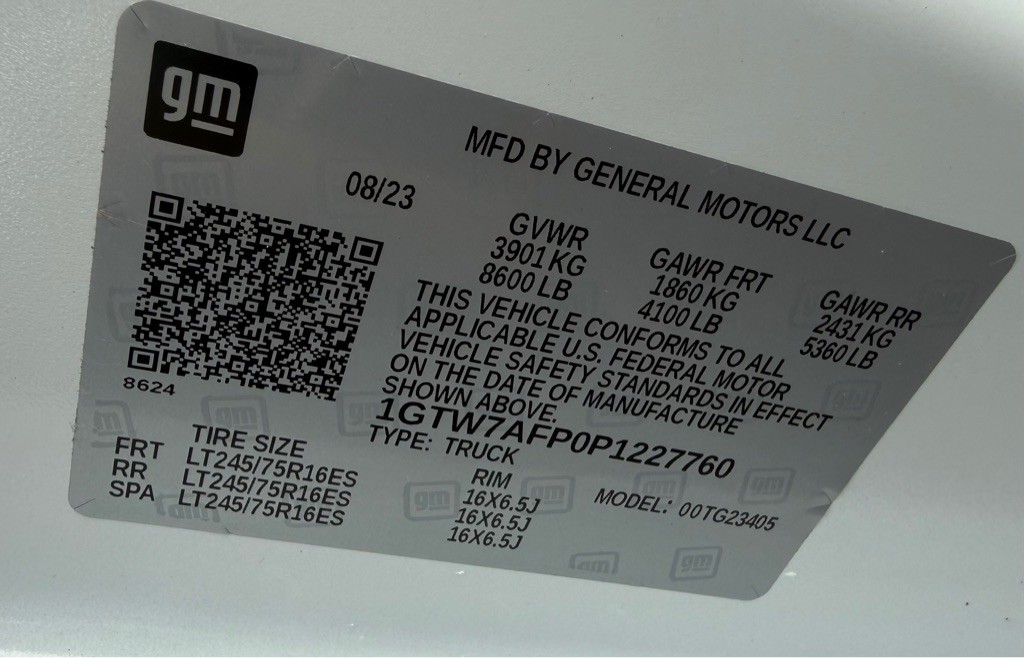 gm
MFD BY GENERAL MOTORS LLC
08/23
GVWR GAWR FRT GAWR RR
3901 KG 1860 KG 2431 KG
8600 LB 4100 LB 5360 LB
THIS VEHICLE CONFORMS TO ALL
APPLICABLE U.S. FEDERAL MOTOR
VEHICLE SAFETY STANDARDS IN EFFECT
ON THE DATE OF MANUFACTURE
SHOWN ABOVE.
8624
1GTW7AFP0P1227760
TYPE: TRUCK MODEL: 00TG23405
TIRE SIZE RIM
FRT LT245/75R16ES 16X6.5J
RR LT245/75R16ES 16X6.5J
SPA LT245/75R16ES 16X6.5J